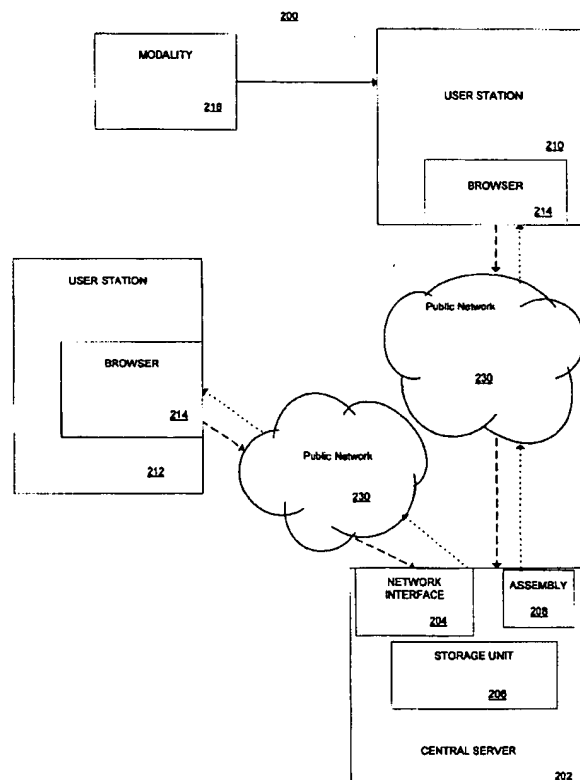 200
MODALITY
216
USER STATION
210
BROWSER
214
Public Network
230
USER STATION
BROWSER
214
212
Public Network
230
NETWORK
INTERFACE
204
ASSEMBLY
208
STORAGE UNIT
206
CENTRAL SERVER
202